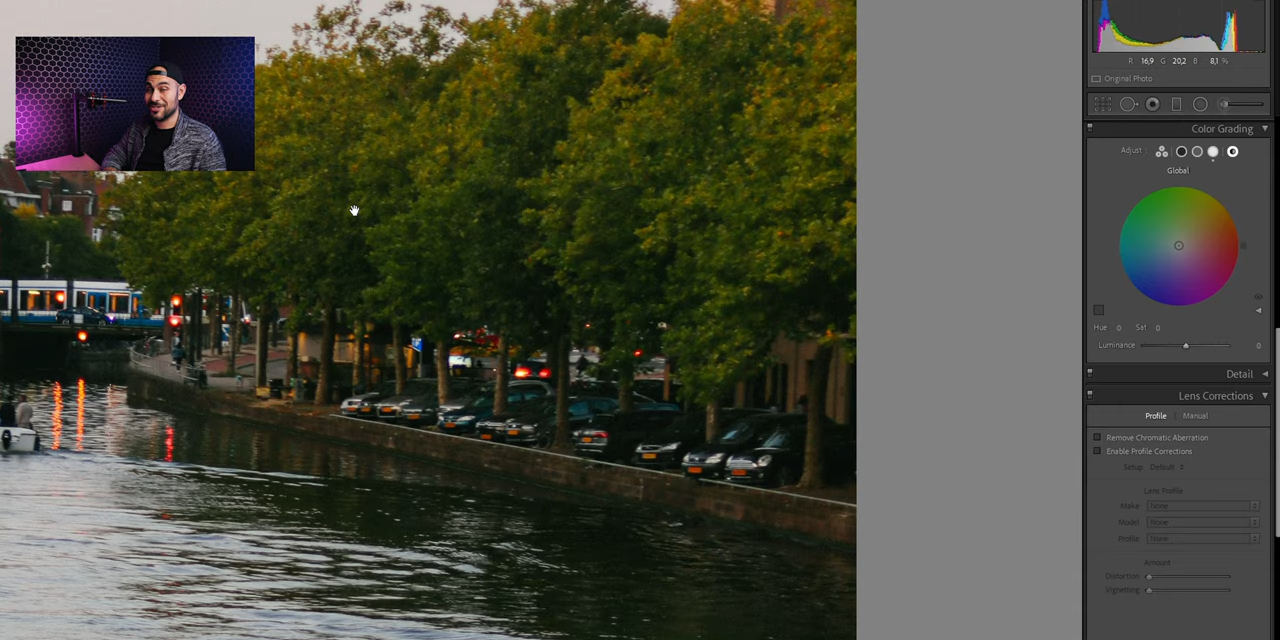 R 16,9 G 20,2 B 8,1 %
Original Photo
Color Grading
Adjust :
Global
Hue 0 Sat 0
Luminance 0
Detail
Lens Corrections
Profile Manual
Remove Chromatic Aberration
Enable Profile Corrections
Setup Default
Lens Profile
Make None
Model None
Profile None
Amount
Distortion
Vignetting